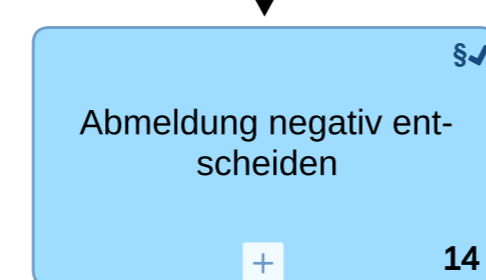 §✓
Abmeldung negativ ent-
scheiden
+
14